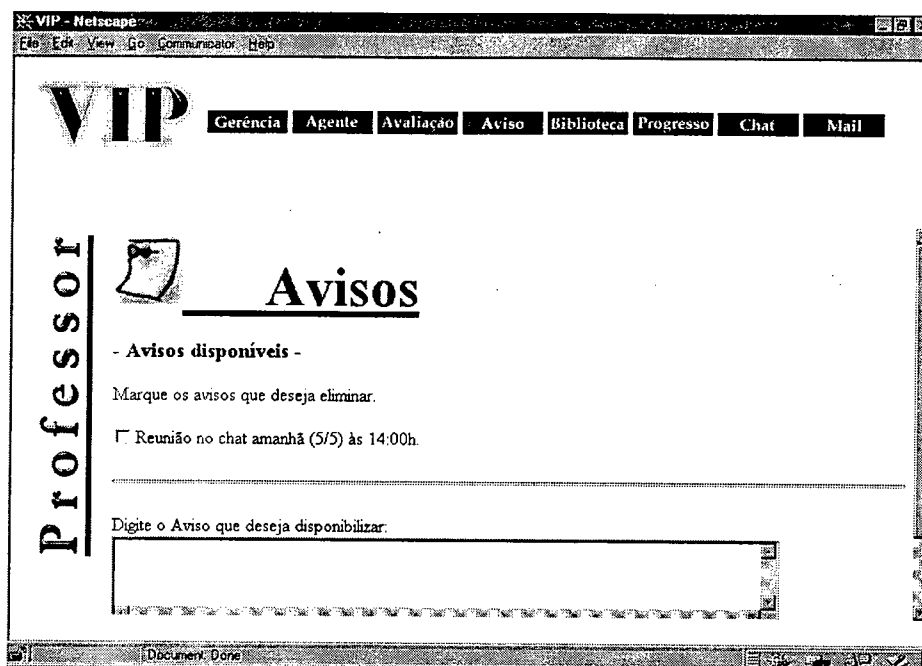 VIP - Netscape
File Edit View Go Communicator Help
VIP
Gerência Agente Avaliação Aviso Biblioteca Progresso Chat Mail
Professor
Avisos
- Avisos disponíveis -
Marque os avisos que deseja eliminar.
Reunião no chat amanhã (5/5) às 14:00h.
Digite o Aviso que deseja disponibilizar:
Document: Done